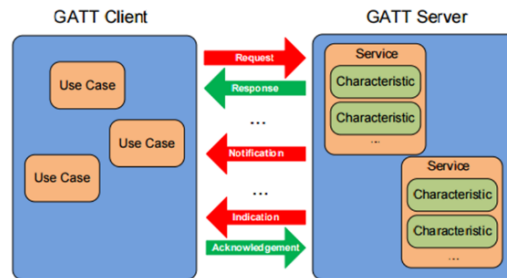 GATT Client
GATT Server
Use Case
Use Case
Use Case
Request
Response
...
Notification
...
Indication
Acknowledgement
Service
Characteristic
Characteristic
...
Service
Characteristic
Characteristic
...